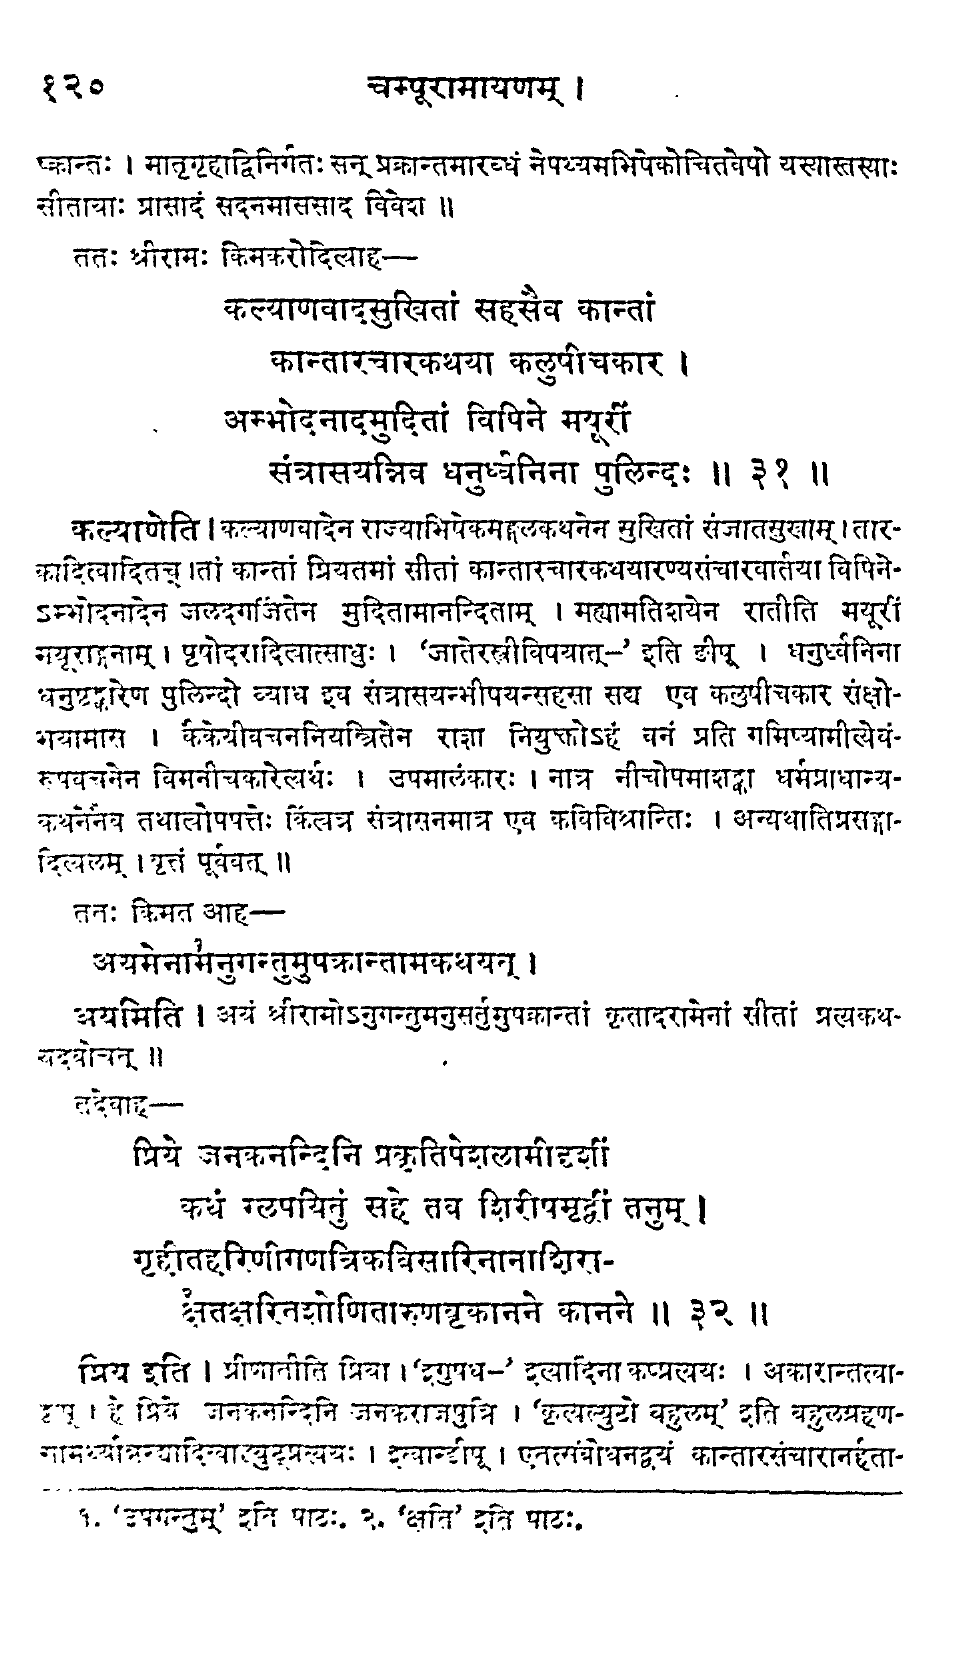 १२० चम्पूरामायणम् ।
ष्क्रान्तः । मातृगृहाद्विनिर्गतः सन् प्रक्रान्तमारब्धं नेपथ्यमभिषेकोचितवेषो यस्यास्तस्याः
सीतायाः प्रासादं सदनमाससाद विवेश ॥
ततः श्रीरामः किमकरोदित्याह—
कल्याणवादसुखितां सहसैव कान्तां
कान्तारचारकथया कलुषीचकार ।
अम्भोदनादमुदितां विपिने मयूरीं
संत्रासयन्निव धनुर्ध्वनिना पुलिन्दः ॥ ३१ ॥
कल्याणेति । कल्याणवादेन राज्याभिषेकमङ्गलकथनेन सुखितां संजातसुखाम् । तार-
कादित्वादितच् । तां कान्तां प्रियतमां सीतां कान्तारचारकथयारण्यसंचारवार्तया विपिने-
ऽम्भोदनादेन जलदगर्जितेन मुदितामानन्दिताम् । मह्यामतिशयेन रातीति मयूरीं
मयूराङ्गनाम् । पृषोदरादित्वात्साधुः । 'जातेरस्त्रीविषयात्–' इति ङीष् । धनुर्ध्वनिना
धनुष्टङ्कारेण पुलिन्दो व्याध इव संत्रासयन्भीषयन्सहसा सद्य एव कलुषीचकार संक्षो-
भयामास । कैकेयीवचननियन्त्रितेन राज्ञा नियुक्तोऽहं वनं प्रति गमिष्यामीत्येवं-
रूपवचनेन विमनीचकारेत्यर्थः । उपमालंकारः । नात्र नीचोपमाशङ्का धर्मप्राधान्य-
कथनेनैव तथात्वोपपत्तेः किंत्वत्र संत्रासनमात्र एव कविविश्रान्तिः । अन्यथातिप्रसङ्गा-
दित्यलम् । वृत्तं पूर्ववत् ॥
ततः किमत आह—
अयमेनाम१नुगन्तुमुपक्रान्तामकथयत् ।
अयमिति । अयं श्रीरामोऽनुगन्तुमनुसर्तुमुपक्रान्तां कृतादरामेनां सीतां प्रत्यकथ-
यदवोचत् ॥
तदेवाह—
प्रिये जनकनन्दिनि प्रकृतिपेशलामीदृशीं
कथं ग्लपयितुं सहे तव शिरीषमृद्वीं तनुम् ।
गृहीतहरिणीगणत्रिकविसारिनानाशिरा-
२क्षतक्षरितशोणितारुणवृकानने कानने ॥ ३२ ॥
प्रिय इति । प्रीणातीति प्रिया । 'इगुपध–' इत्यादिना कप्रत्ययः । अकारान्तत्वा-
ट्टाप् । हे प्रिये जनकनन्दिनि जनकराजपुत्रि । 'कृत्यल्युटो बहुलम्' इति बहुलग्रहण-
सामर्थ्यान्नन्द्यादित्वाल्ल्युट्प्रत्ययः । इत्वान्ङीप् । एतत्संबोधनद्वयं कान्तारसंचारानर्हता-
१. 'उपगन्तुम्' इति पाठः. २. 'क्षति' इति पाठः.